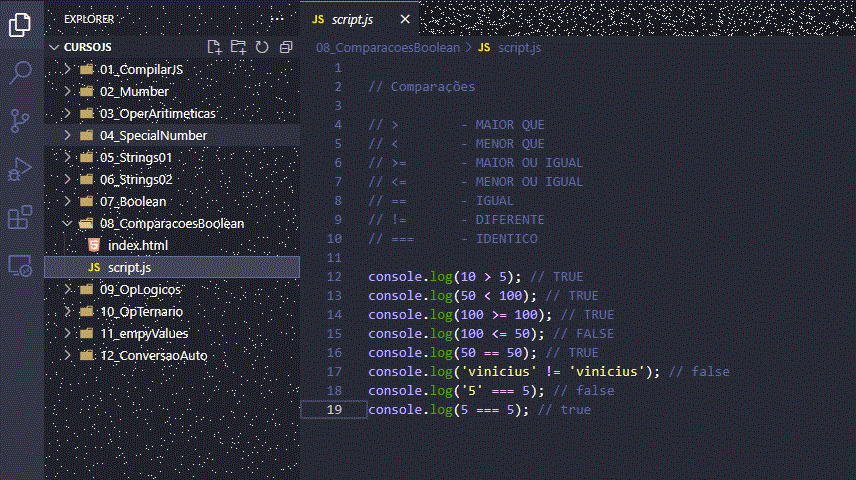 EXPLORER
CURSOJS
01_CompilarJS
02_Mumber
03_OperAritimeticas
04_SpecialNumber
05_Strings01
06_Strings02
07_Boolean
08_ComparacoesBoolean
index.html
JS script.js
09_OpLogicos
10_OpTernario
11_empyValues
12_ConversaoAuto
JS script.js
08_ComparacoesBoolean > JS script.js
1
2 // Comparações
3
4 // > - MAIOR QUE
5 // < - MENOR QUE
6 // >= - MAIOR OU IGUAL
7 // <= - MENOR OU IGUAL
8 // == - IGUAL
9 // != - DIFERENTE
10 // === - IDENTICO
11
12 console.log(10 > 5); // TRUE
13 console.log(50 < 100); // TRUE
14 console.log(100 >= 100); // TRUE
15 console.log(100 <= 50); // FALSE
16 console.log(50 == 50); // TRUE
17 console.log('vinicius' != 'vinicius'); // false
18 console.log('5' === 5); // false
19 console.log(5 === 5); // true